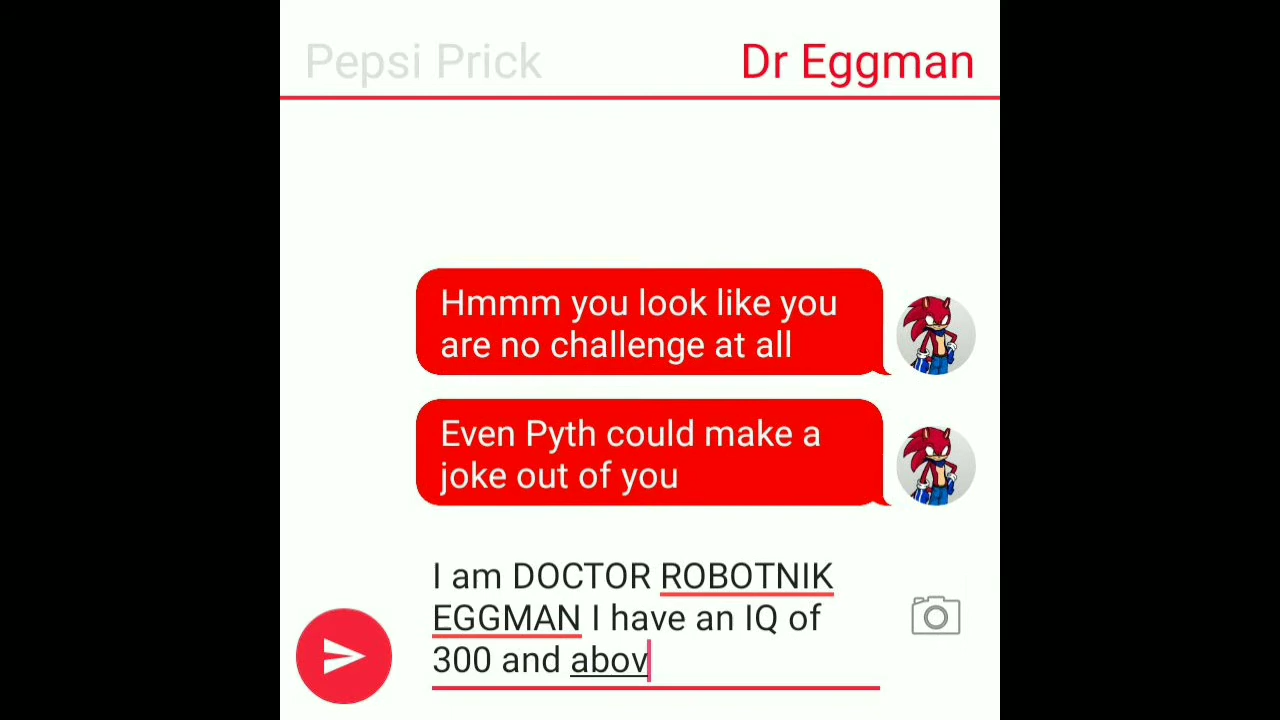 Pepsi Prick Dr Eggman
Hmmm you look like you
are no challenge at all
Even Pyth could make a
joke out of you
I am DOCTOR ROBOTNIK
EGGMAN I have an IQ of
300 and abov